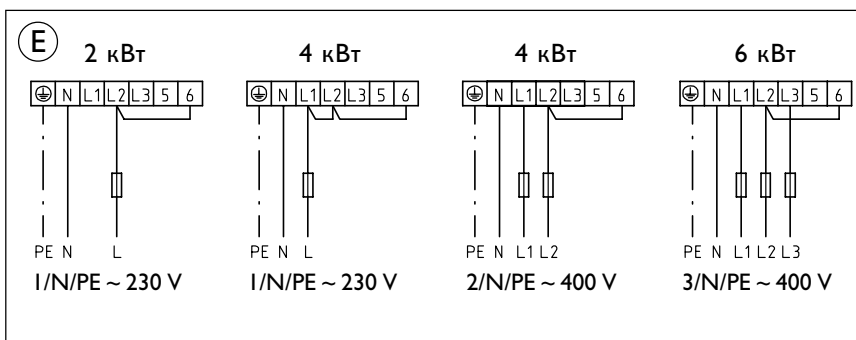 E
2 кВт 4 кВт 4 кВт 6 кВт
N L1 L2 L3 5 6 N L1 L2 L3 5 6 N L1 L2 L3 5 6 N L1 L2 L3 5 6
PE N L PE N L PE N L1 L2 PE N L1 L2 L3
1/N/PE ~ 230 V 1/N/PE ~ 230 V 2/N/PE ~ 400 V 3/N/PE ~ 400 V